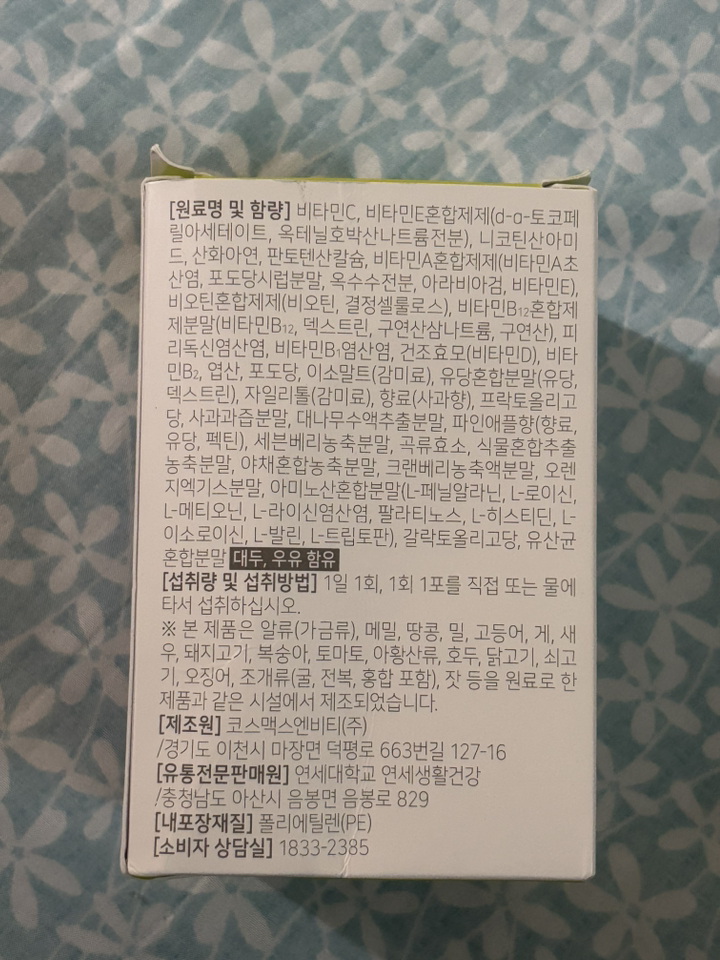 [원료명 및 함량] 비타민C, 비타민E혼합제제(d-α-토코페
릴아세테이트, 옥테닐호박산나트륨전분), 니코틴산아미
드, 산화아연, 판토텐산칼슘, 비타민A혼합제제(비타민A초
산염, 포도당시럽분말, 옥수수전분, 아라비아검, 비타민E),
비오틴혼합제제(비오틴, 결정셀룰로스), 비타민B₁₂혼합제
제분말(비타민B₁₂, 덱스트린, 구연산삼나트륨, 구연산), 피
리독신염산염, 비타민B₁염산염, 건조효모(비타민D), 비타
민B₂, 엽산, 포도당, 이소말트(감미료), 유당혼합분말(유당,
덱스트린), 자일리톨(감미료), 향료(사과향), 프락토올리고
당, 사과과즙분말, 대나무수액추출분말, 파인애플향(향료,
유당, 펙틴), 세븐베리농축분말, 곡류효소, 식물혼합추출
농축분말, 야채혼합농축분말, 크랜베리농축액분말, 오렌
지엑기스분말, 아미노산혼합분말(L-페닐알라닌, L-로이신,
L-메티오닌, L-라이신염산염, 팔라티노스, L-히스티딘, L-
이소로이신, L-발린, L-트립토판), 갈락토올리고당, 유산균
혼합분말 대두, 우유 함유
[섭취량 및 섭취방법] 1일 1회, 1회 1포를 직접 또는 물에
타서 섭취하십시오.
※ 본 제품은 알류(가금류), 메밀, 땅콩, 밀, 고등어, 게, 새
우, 돼지고기, 복숭아, 토마토, 아황산류, 호두, 닭고기, 쇠고
기, 오징어, 조개류(굴, 전복, 홍합 포함), 잣 등을 원료로 한
제품과 같은 시설에서 제조되었습니다.
[제조원] 코스맥스엔비티(주)
/경기도 이천시 마장면 덕평로 663번길 127-16
[유통전문판매원] 연세대학교 연세생활건강
/충청남도 아산시 음봉면 음봉로 829
[내포장재질] 폴리에틸렌(PE)
[소비자 상담실] 1833-2385